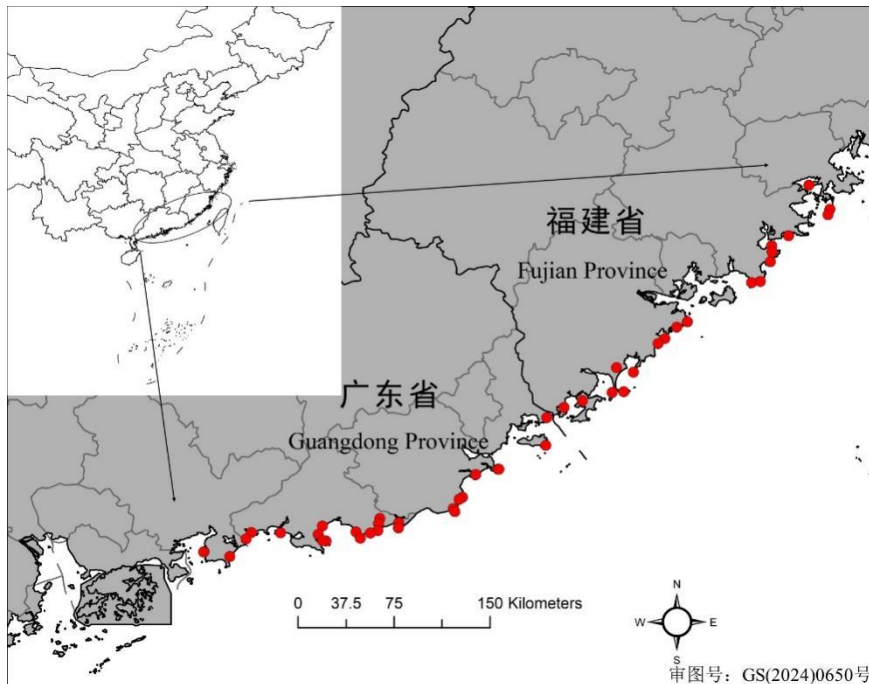 福建省
Fujian Province
广东省
Guangdong Province
0 37.5 75 150 Kilometers
N
W E
S
审图号：GS(2024)0650号